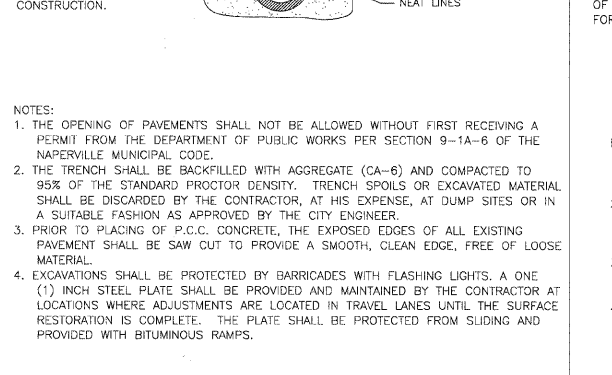 CONSTRUCTION.
NEAT LINES
OF
FOR
NOTES:
1. THE OPENING OF PAVEMENTS SHALL NOT BE ALLOWED WITHOUT FIRST RECEIVING A
PERMIT FROM THE DEPARTMENT OF PUBLIC WORKS PER SECTION 9-1A-6 OF THE
NAPERVILLE MUNICIPAL CODE.
2. THE TRENCH SHALL BE BACKFILLED WITH AGGREGATE (CA-6) AND COMPACTED TO
95% OF THE STANDARD PROCTOR DENSITY. TRENCH SPOILS OR EXCAVATED MATERIAL
SHALL BE DISCARDED BY THE CONTRACTOR, AT HIS EXPENSE, AT DUMP SITES OR IN
A SUITABLE FASHION AS APPROVED BY THE CITY ENGINEER.
3. PRIOR TO PLACING OF P.C.C. CONCRETE, THE EXPOSED EDGES OF ALL EXISTING
PAVEMENT SHALL BE SAW CUT TO PROVIDE A SMOOTH, CLEAN EDGE, FREE OF LOOSE
MATERIAL.
4. EXCAVATIONS SHALL BE PROTECTED BY BARRICADES WITH FLASHING LIGHTS. A ONE
(1) INCH STEEL PLATE SHALL BE PROVIDED AND MAINTAINED BY THE CONTRACTOR AT
LOCATIONS WHERE ADJUSTMENTS ARE LOCATED IN TRAVEL LANES UNTIL THE SURFACE
RESTORATION IS COMPLETE. THE PLATE SHALL BE PROTECTED FROM SLIDING AND
PROVIDED WITH BITUMINOUS RAMPS.